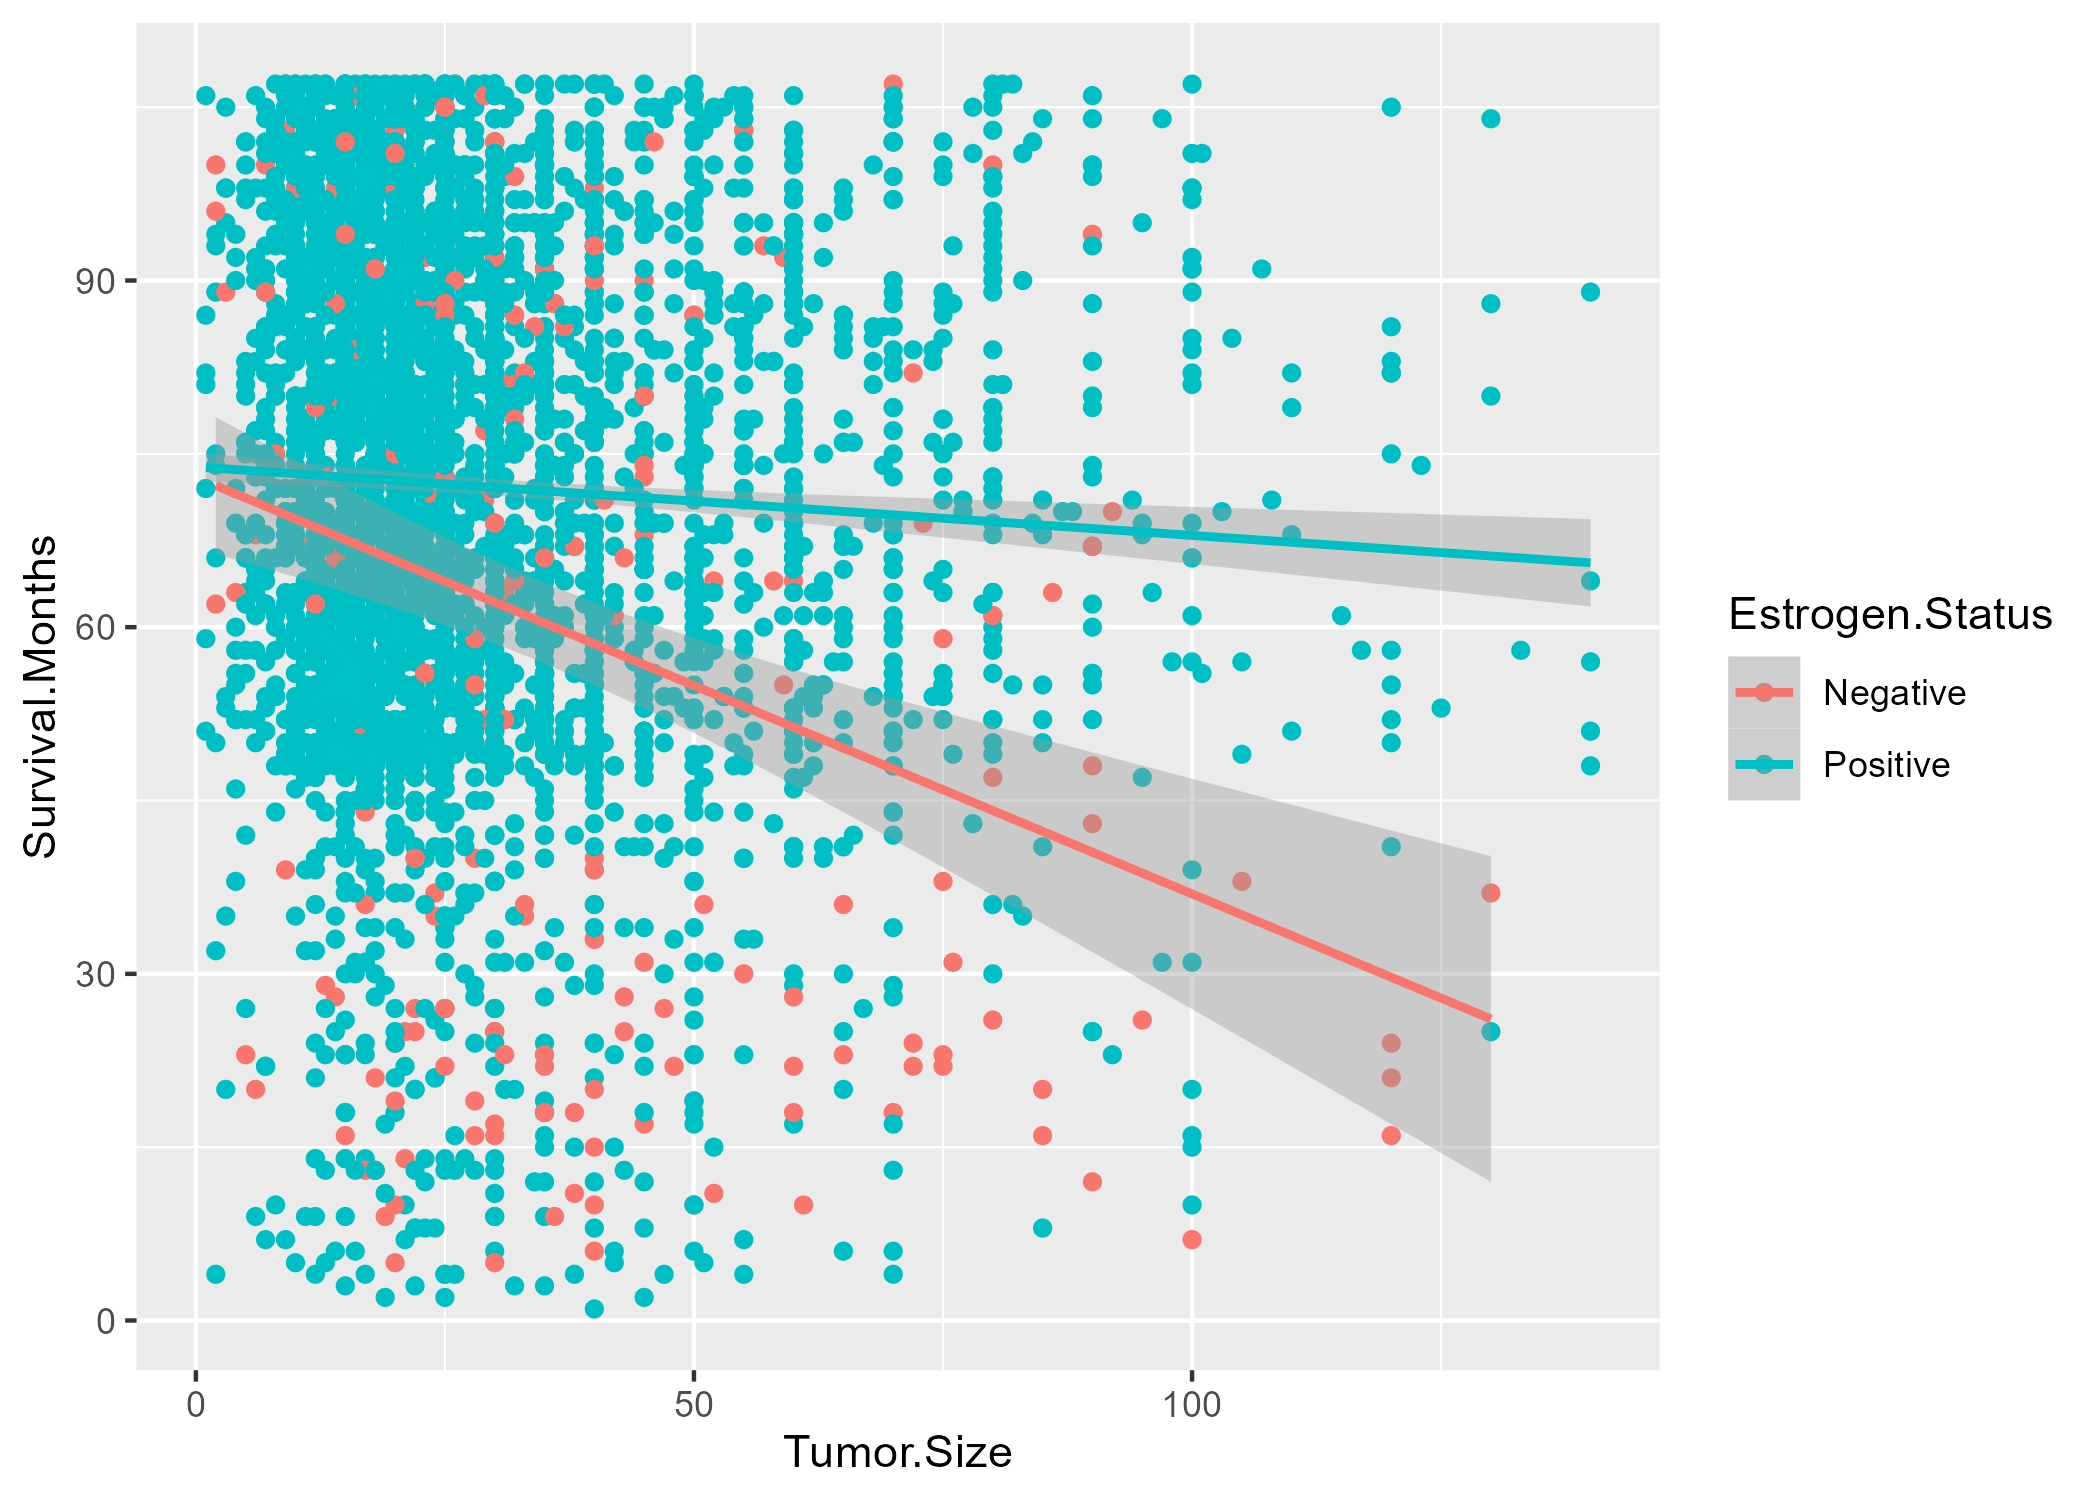 90
60
30
0
0 50 100
Survival.Months
Tumor.Size
Estrogen.Status
Negative
Positive